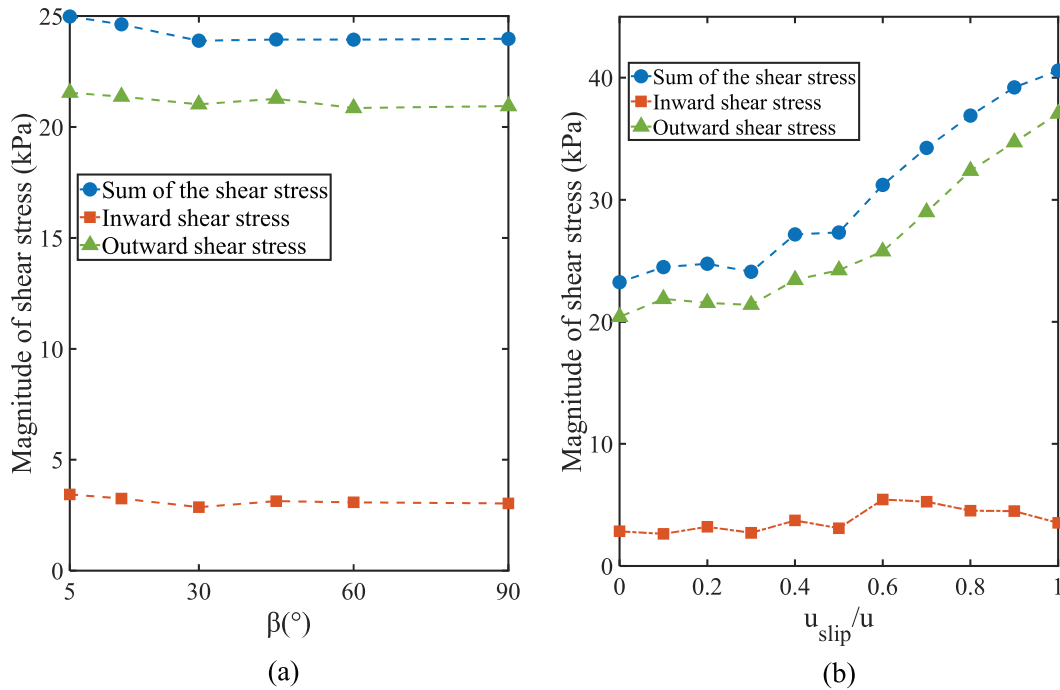 25
20
15
10
5
0
Magnitude of shear stress (kPa)
Sum of the shear stress
Inward shear stress
Outward shear stress
5
30
60
90
β(°)
(a)
40
30
20
10
0
Magnitude of shear stress (kPa)
Sum of the shear stress
Inward shear stress
Outward shear stress
0
0.2
0.4
0.6
0.8
1
u_slip/u
(b)